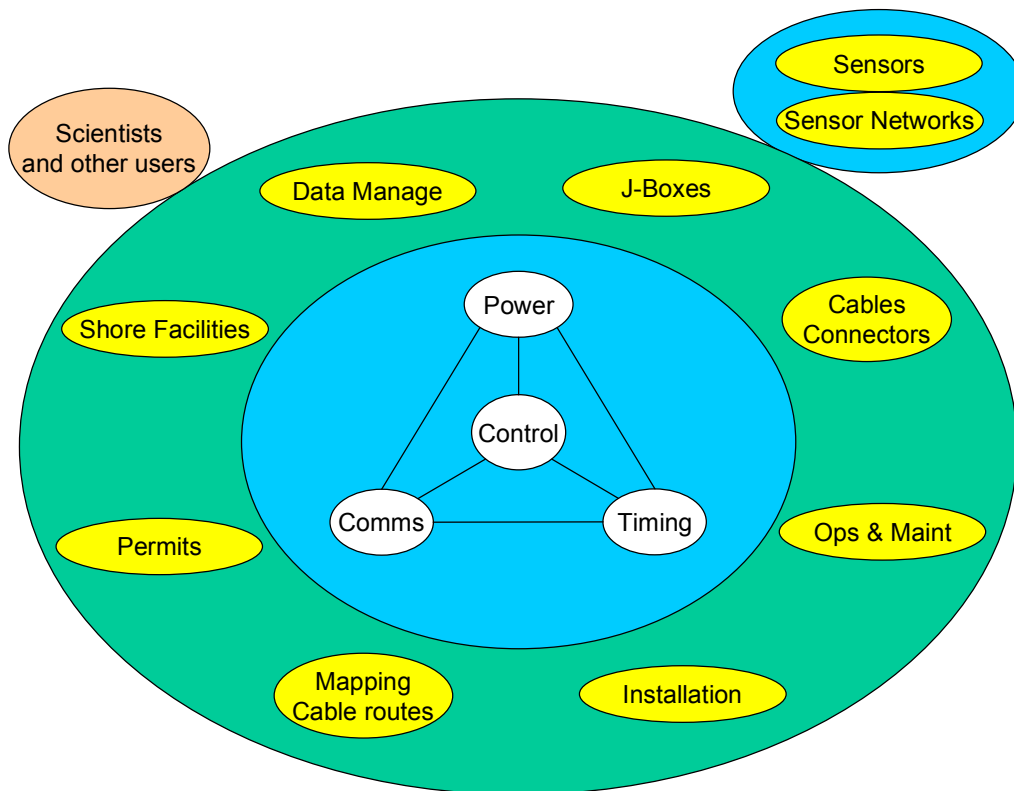 Sensors
Sensor Networks
Scientists
and other users
Data Manage
J-Boxes
Power
Cables
Connectors
Shore Facilities
Control
Comms
Timing
Ops & Maint
Permits
Mapping
Cable routes
Installation